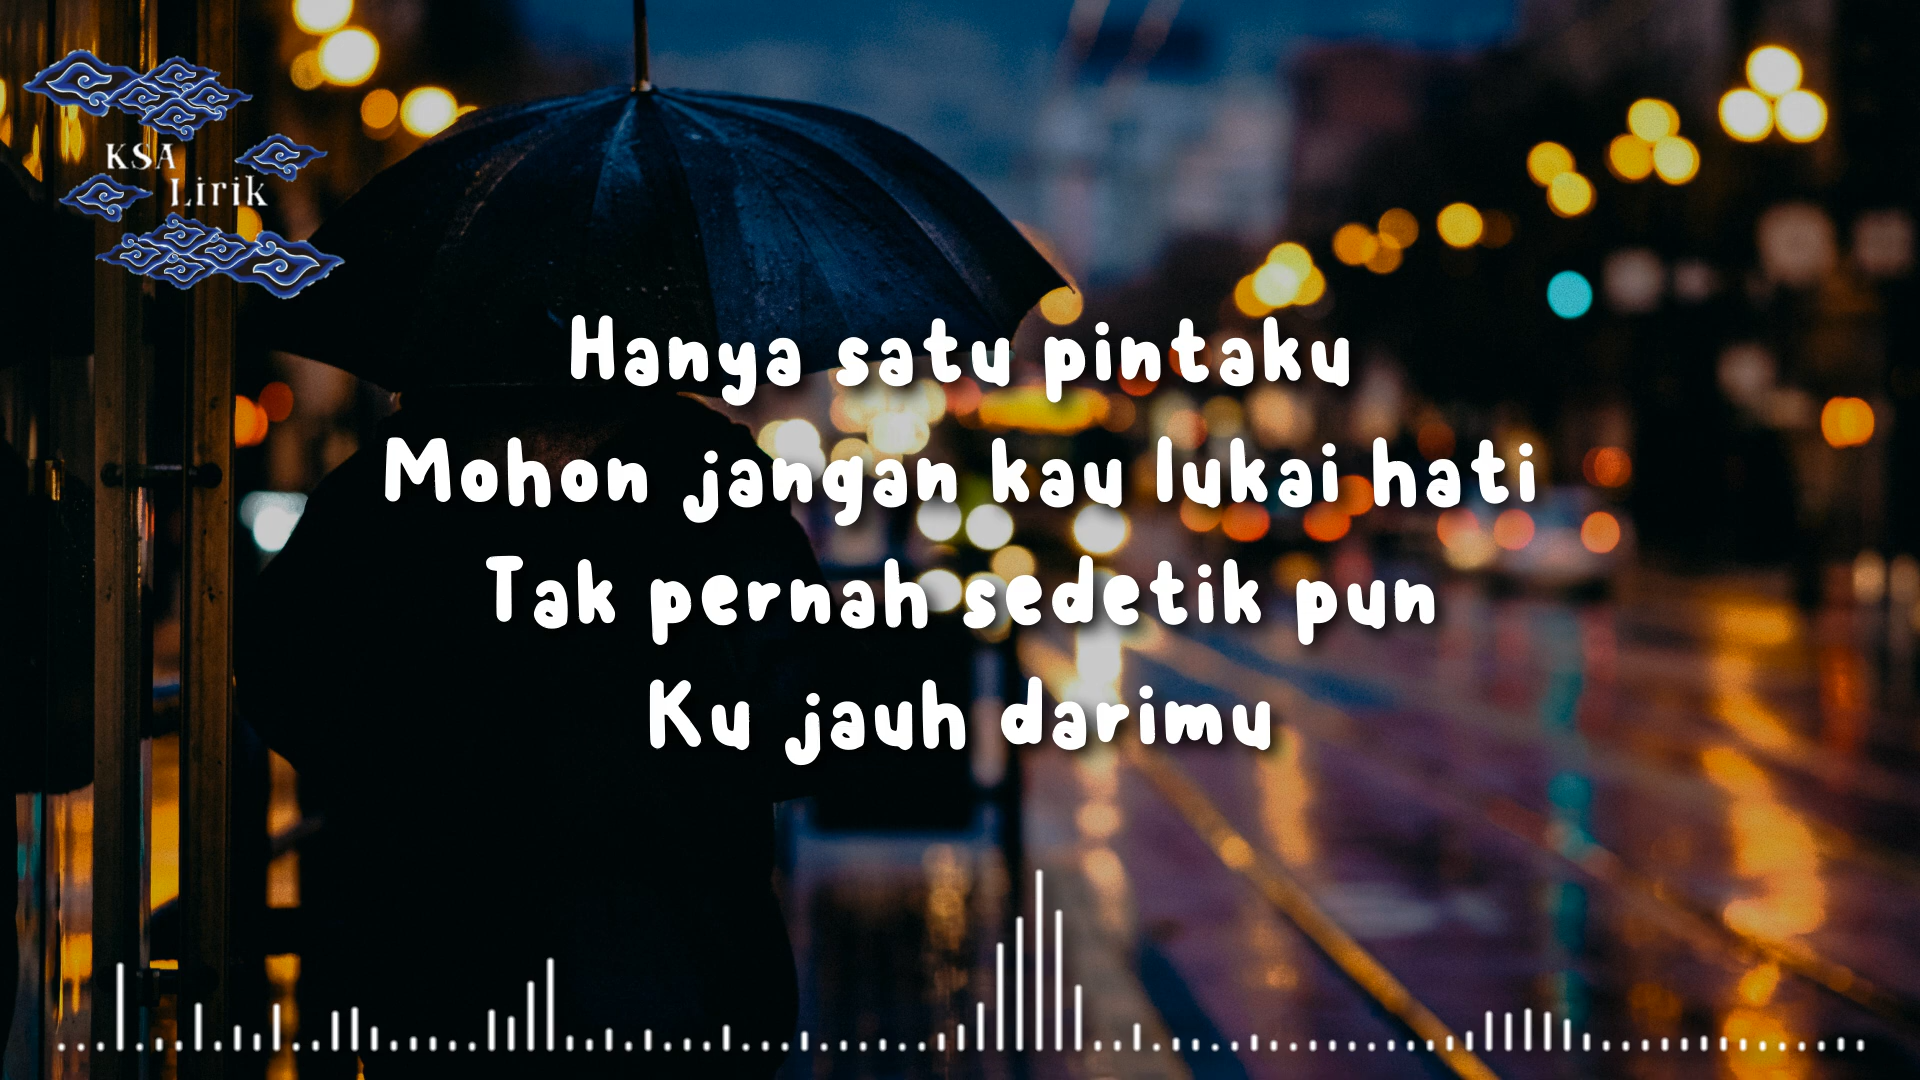 KSA
Lirik
Hanya satu pintaku
Mohon jangan kau lukai hati
Tak pernah sedetik pun
Ku jauh darimu